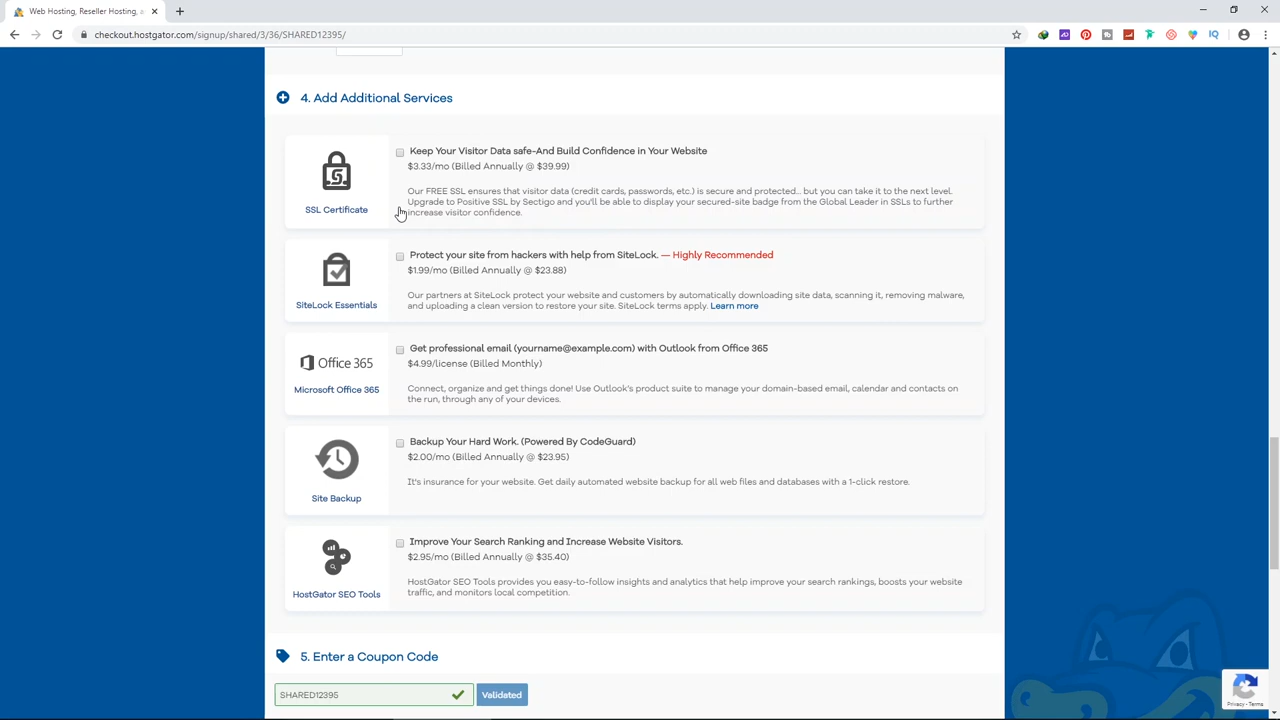 Web Hosting, Reseller Hosting, a
checkout.hostgator.com/signup/shared/3/36/SHARED12395/
4. Add Additional Services
SSL Certificate
Keep Your Visitor Data safe-And Build Confidence in Your Website
$3.33/mo (Billed Annually @ $39.99)
Our FREE SSL ensures that visitor data (credit cards, passwords, etc.) is secure and protected... but you can take it to the next level.
Upgrade to Positive SSL by Sectigo and you'll be able to display your secured-site badge from the Global Leader in SSLs to further
increase visitor confidence.
SiteLock Essentials
Protect your site from hackers with help from SiteLock. — Highly Recommended
$1.99/mo (Billed Annually @ $23.88)
Our partners at SiteLock protect your website and customers by automatically downloading site data, scanning it, removing malware,
and uploading a clean version to restore your site. SiteLock terms apply. Learn more
Office 365
Microsoft Office 365
Get professional email (yourname@example.com) with Outlook from Office 365
$4.99/license (Billed Monthly)
Connect, organize and get things done! Use Outlook's product suite to manage your domain-based email, calendar and contacts on
the run, through any of your devices.
Site Backup
Backup Your Hard Work. (Powered By CodeGuard)
$2.00/mo (Billed Annually @ $23.95)
It's insurance for your website. Get daily automated website backup for all web files and databases with a 1-click restore.
HostGator SEO Tools
Improve Your Search Ranking and Increase Website Visitors.
$2.95/mo (Billed Annually @ $35.40)
HostGator SEO Tools provides you easy-to-follow insights and analytics that help improve your search rankings, boosts your website
traffic, and monitors local competition.
5. Enter a Coupon Code
SHARED12395
Validated
Privacy - Terms